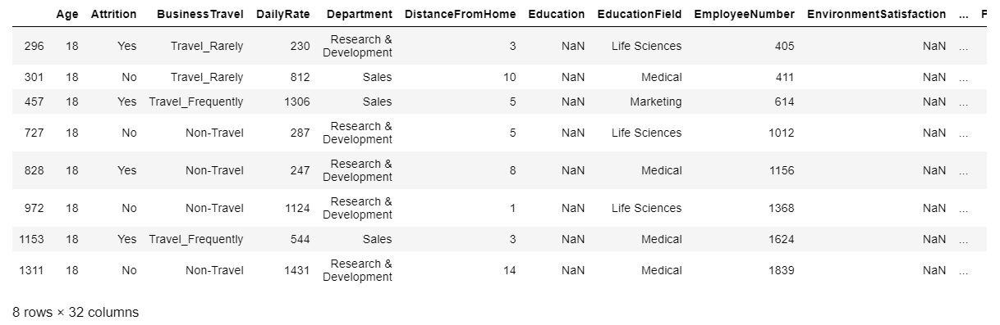 Age Attrition BusinessTravel DailyRate Department DistanceFromHome Education EducationField EmployeeNumber EnvironmentSatisfaction ... P
296 18 Yes Travel_Rarely 230 Research & Development 3 NaN Life Sciences 405 NaN ...
301 18 No Travel_Rarely 812 Sales 10 NaN Medical 411 NaN ...
457 18 Yes Travel_Frequently 1306 Sales 5 NaN Marketing 614 NaN ...
727 18 No Non-Travel 287 Research & Development 5 NaN Life Sciences 1012 NaN ...
828 18 Yes Non-Travel 247 Research & Development 8 NaN Medical 1156 NaN ...
972 18 No Non-Travel 1124 Research & Development 1 NaN Life Sciences 1368 NaN ...
1153 18 Yes Travel_Frequently 544 Sales 3 NaN Medical 1624 NaN ...
1311 18 No Non-Travel 1431 Research & Development 14 NaN Medical 1839 NaN ...
8 rows × 32 columns